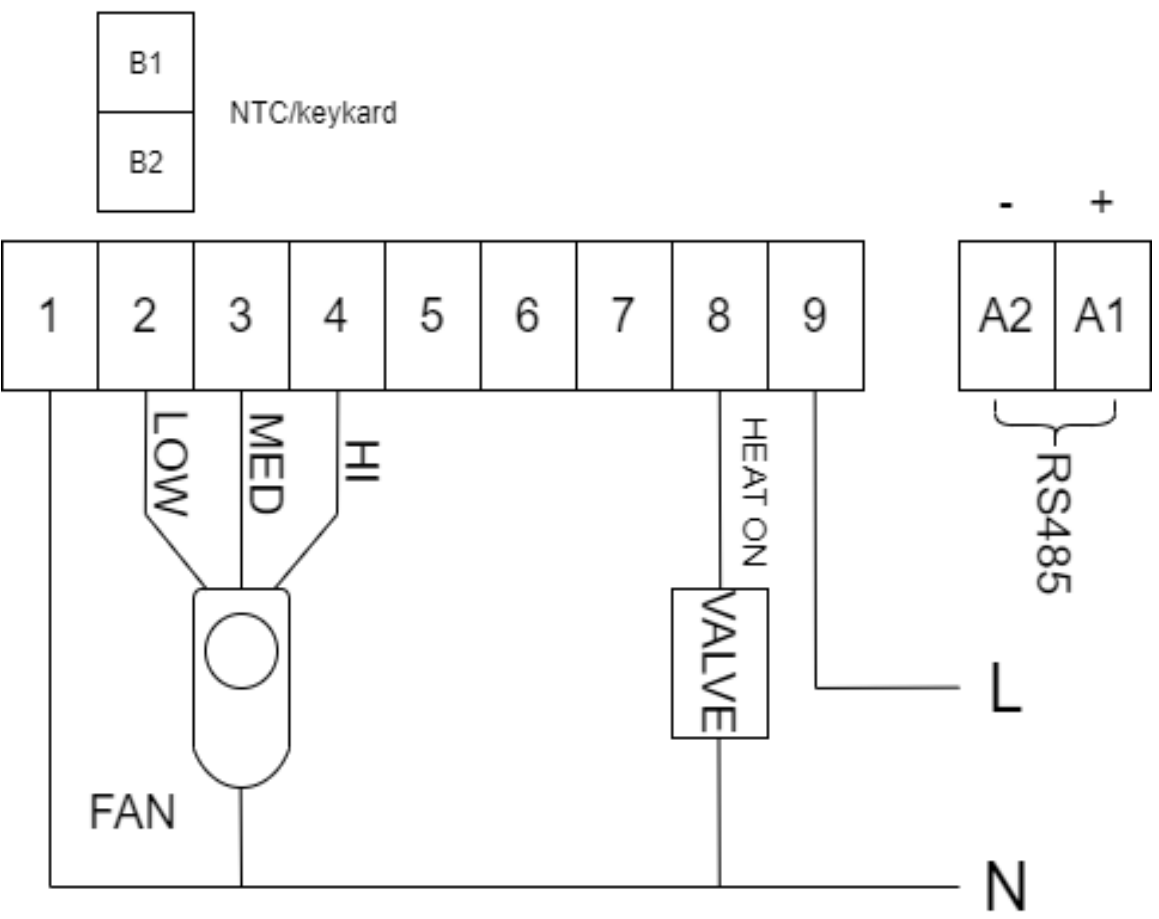 B1
NTC/keykard
B2
- +
1 2 3 4 5 6 7 8 9 A2 A1
LOW
MED
HI
HEAT ON
RS485
VALVE
L
FAN
N